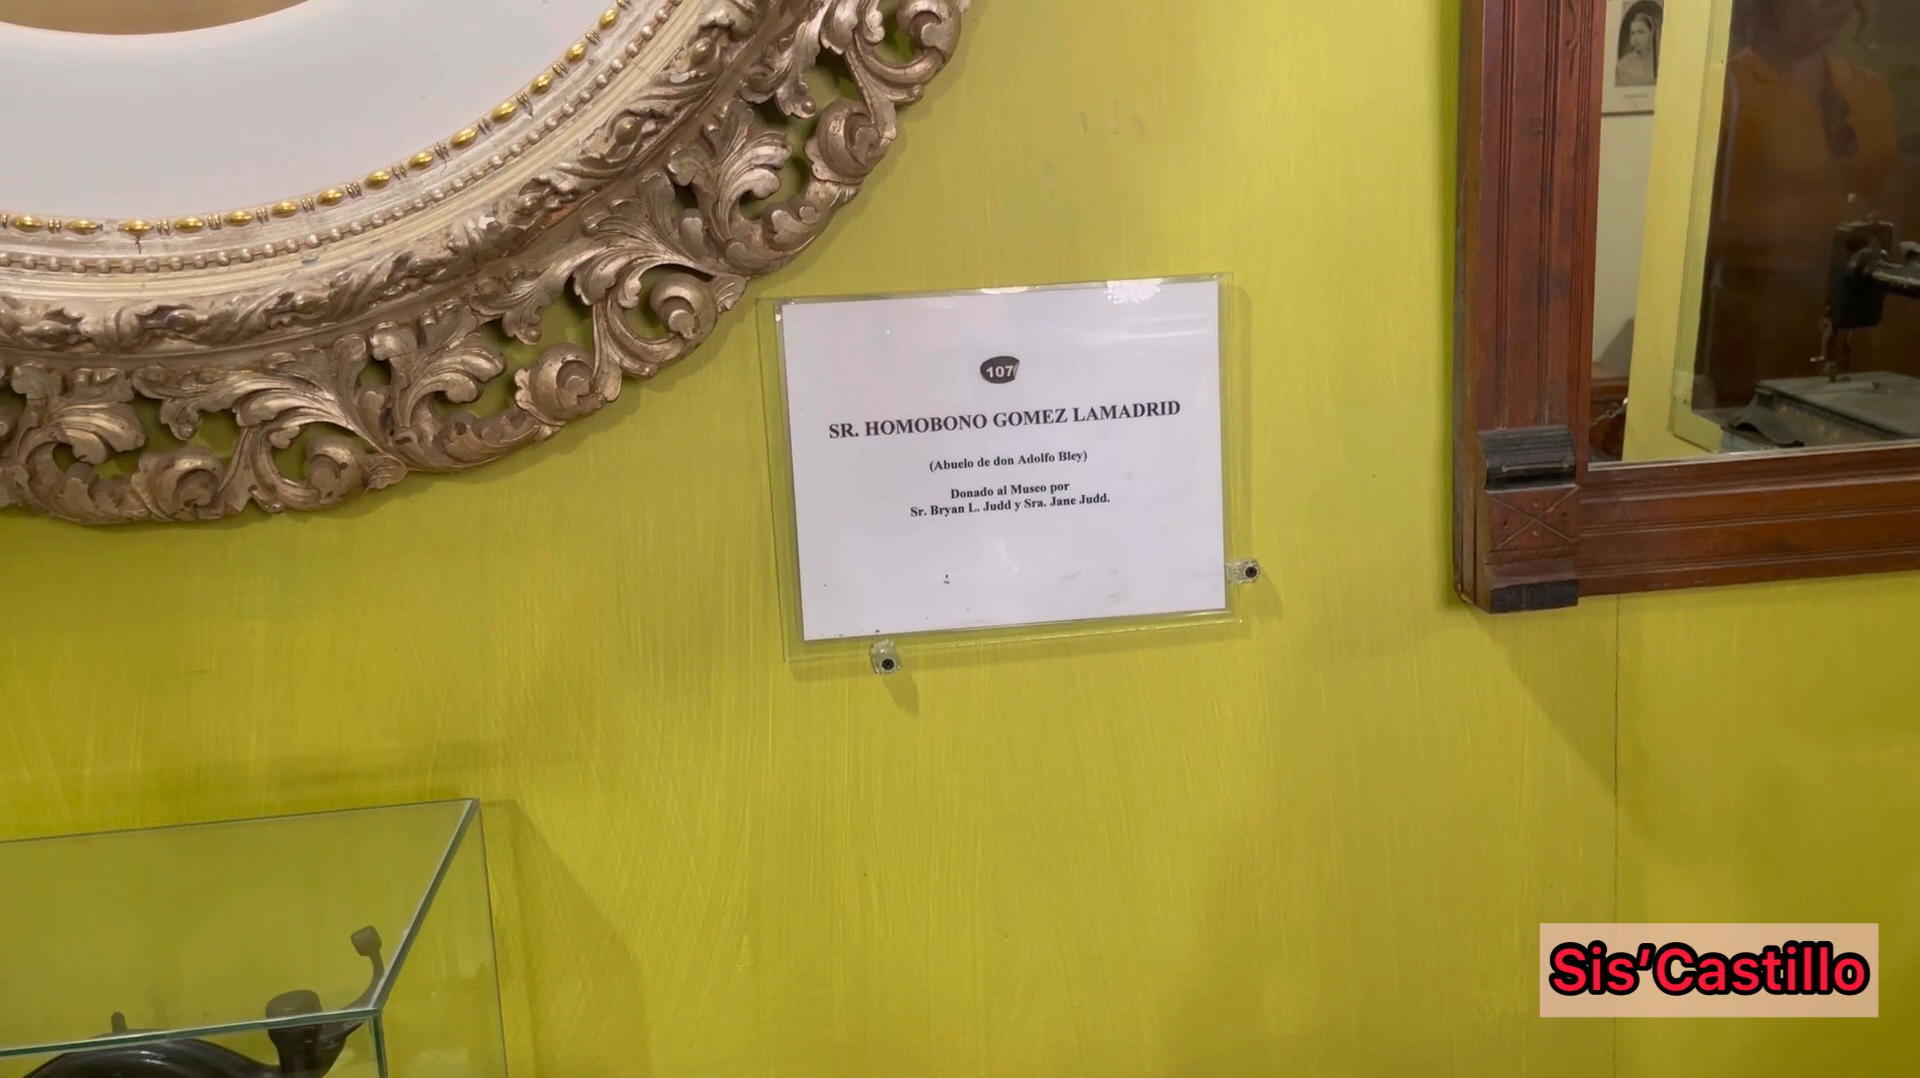 107
SR. HOMOBONO GOMEZ LAMADRID
(Abuelo de don Adolfo Bley)
Donado al Museo por
Sr. Bryan L. Judd y Sra. Jane Judd.
Sis'Castillo